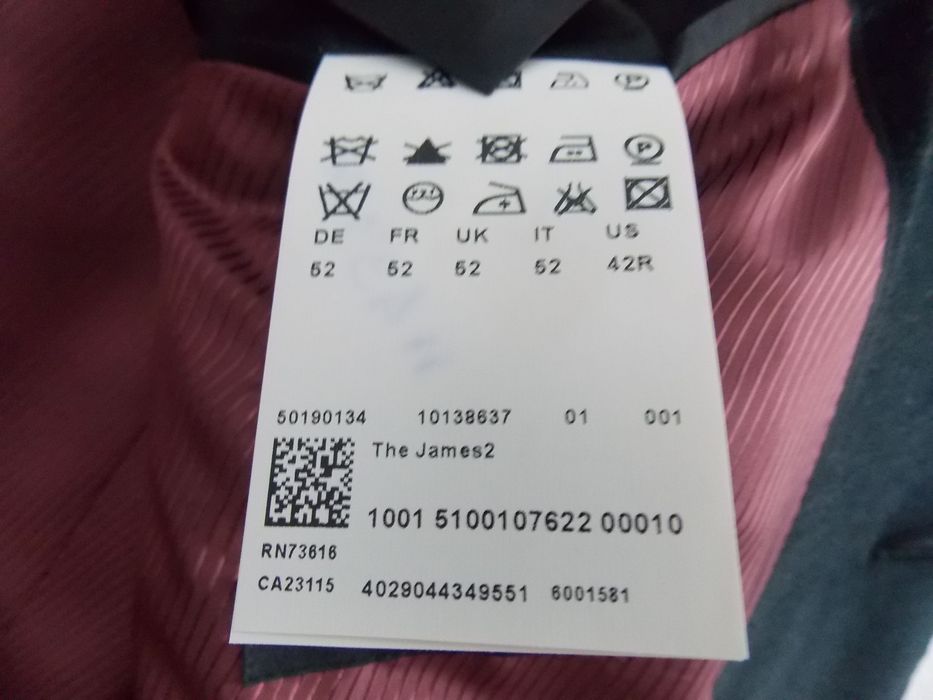 DE FR UK IT US
52 52 52 52 42R
50190134 10138637 01 001
The James2
1001 5100107622 00010
RN73616
CA23115 4029044349551 6001581